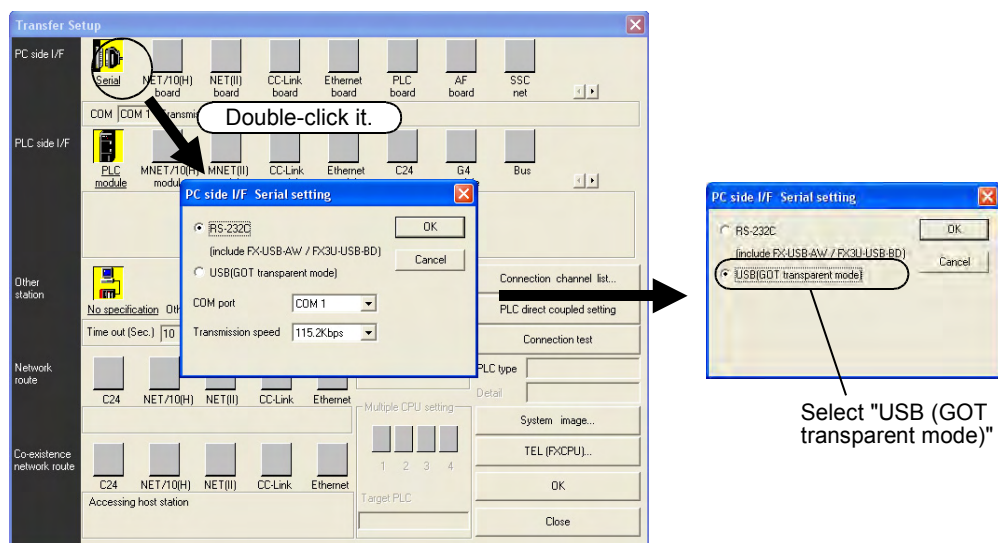 Transfer Setup
PC side I/F
Serial NET/10(H) board NET(II) board CC-Link board Ethernet board PLC board AF board SSC net
COM COM 1 Transmi
Double-click it.
PLC side I/F
PLC module MNET/10(H) modul MNET(II) CC-Link Ethernet C24 G4 Bus
PC side I/F Serial setting
RS-232C
(include FX-USB-AW / FX3U-USB-BD)
USB(GOT transparent mode)
COM port COM 1
Transmission speed 115.2Kbps
OK
Cancel
Other station
No specification Oth
Time out (Sec.) 10
Connection channel list...
PLC direct coupled setting
Connection test
PLC type
Detail
System image...
TEL (FXCPU)...
OK
Close
Network route
C24 NET/10(H) NET(II) CC-Link Ethernet
Multiple CPU setting
1 2 3 4
Target PLC
Co-existence network route
C24 NET/10(H) NET(II) CC-Link Ethernet
Accessing host station
PC side I/F Serial setting
RS-232C
(include FX-USB-AW / FX3U-USB-BD)
USB(GOT transparent mode)
OK
Cancel
Select "USB (GOT
transparent mode)"